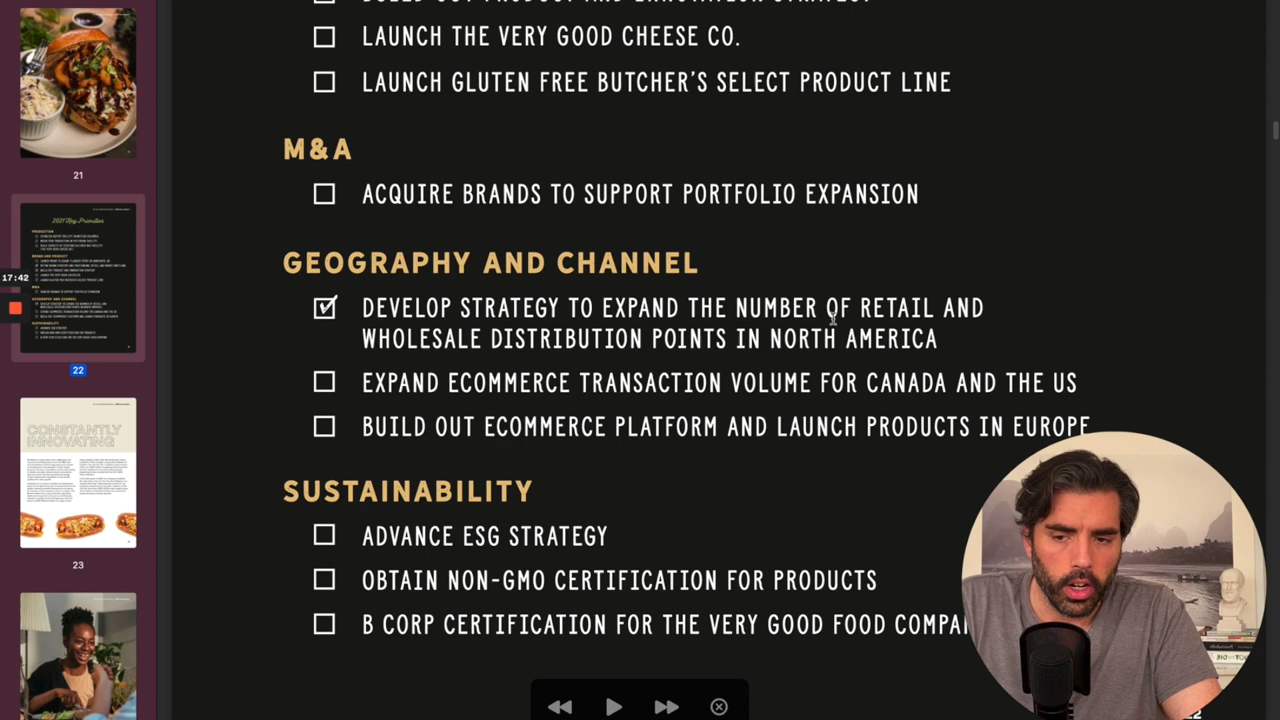 LAUNCH THE VERY GOOD CHEESE CO.
LAUNCH GLUTEN FREE BUTCHER'S SELECT PRODUCT LINE
M&A
ACQUIRE BRANDS TO SUPPORT PORTFOLIO EXPANSION
GEOGRAPHY AND CHANNEL
DEVELOP STRATEGY TO EXPAND THE NUMBER OF RETAIL AND
WHOLESALE DISTRIBUTION POINTS IN NORTH AMERICA
EXPAND ECOMMERCE TRANSACTION VOLUME FOR CANADA AND THE US
BUILD OUT ECOMMERCE PLATFORM AND LAUNCH PRODUCTS IN EUROPE
SUSTAINABILITY
ADVANCE ESG STRATEGY
OBTAIN NON-GMO CERTIFICATION FOR PRODUCTS
B CORP CERTIFICATION FOR THE VERY GOOD FOOD
21
2021 Key Priorities
17:42
22
CONSTANTLY
INNOVATING
23